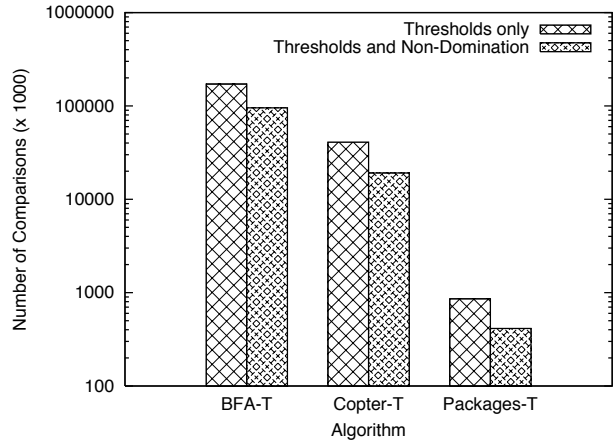 1000000
100000
10000
1000
100
Number of Comparisons (x 1000)
Thresholds only
Thresholds and Non-Domination
BFA-T
Copter-T
Packages-T
Algorithm